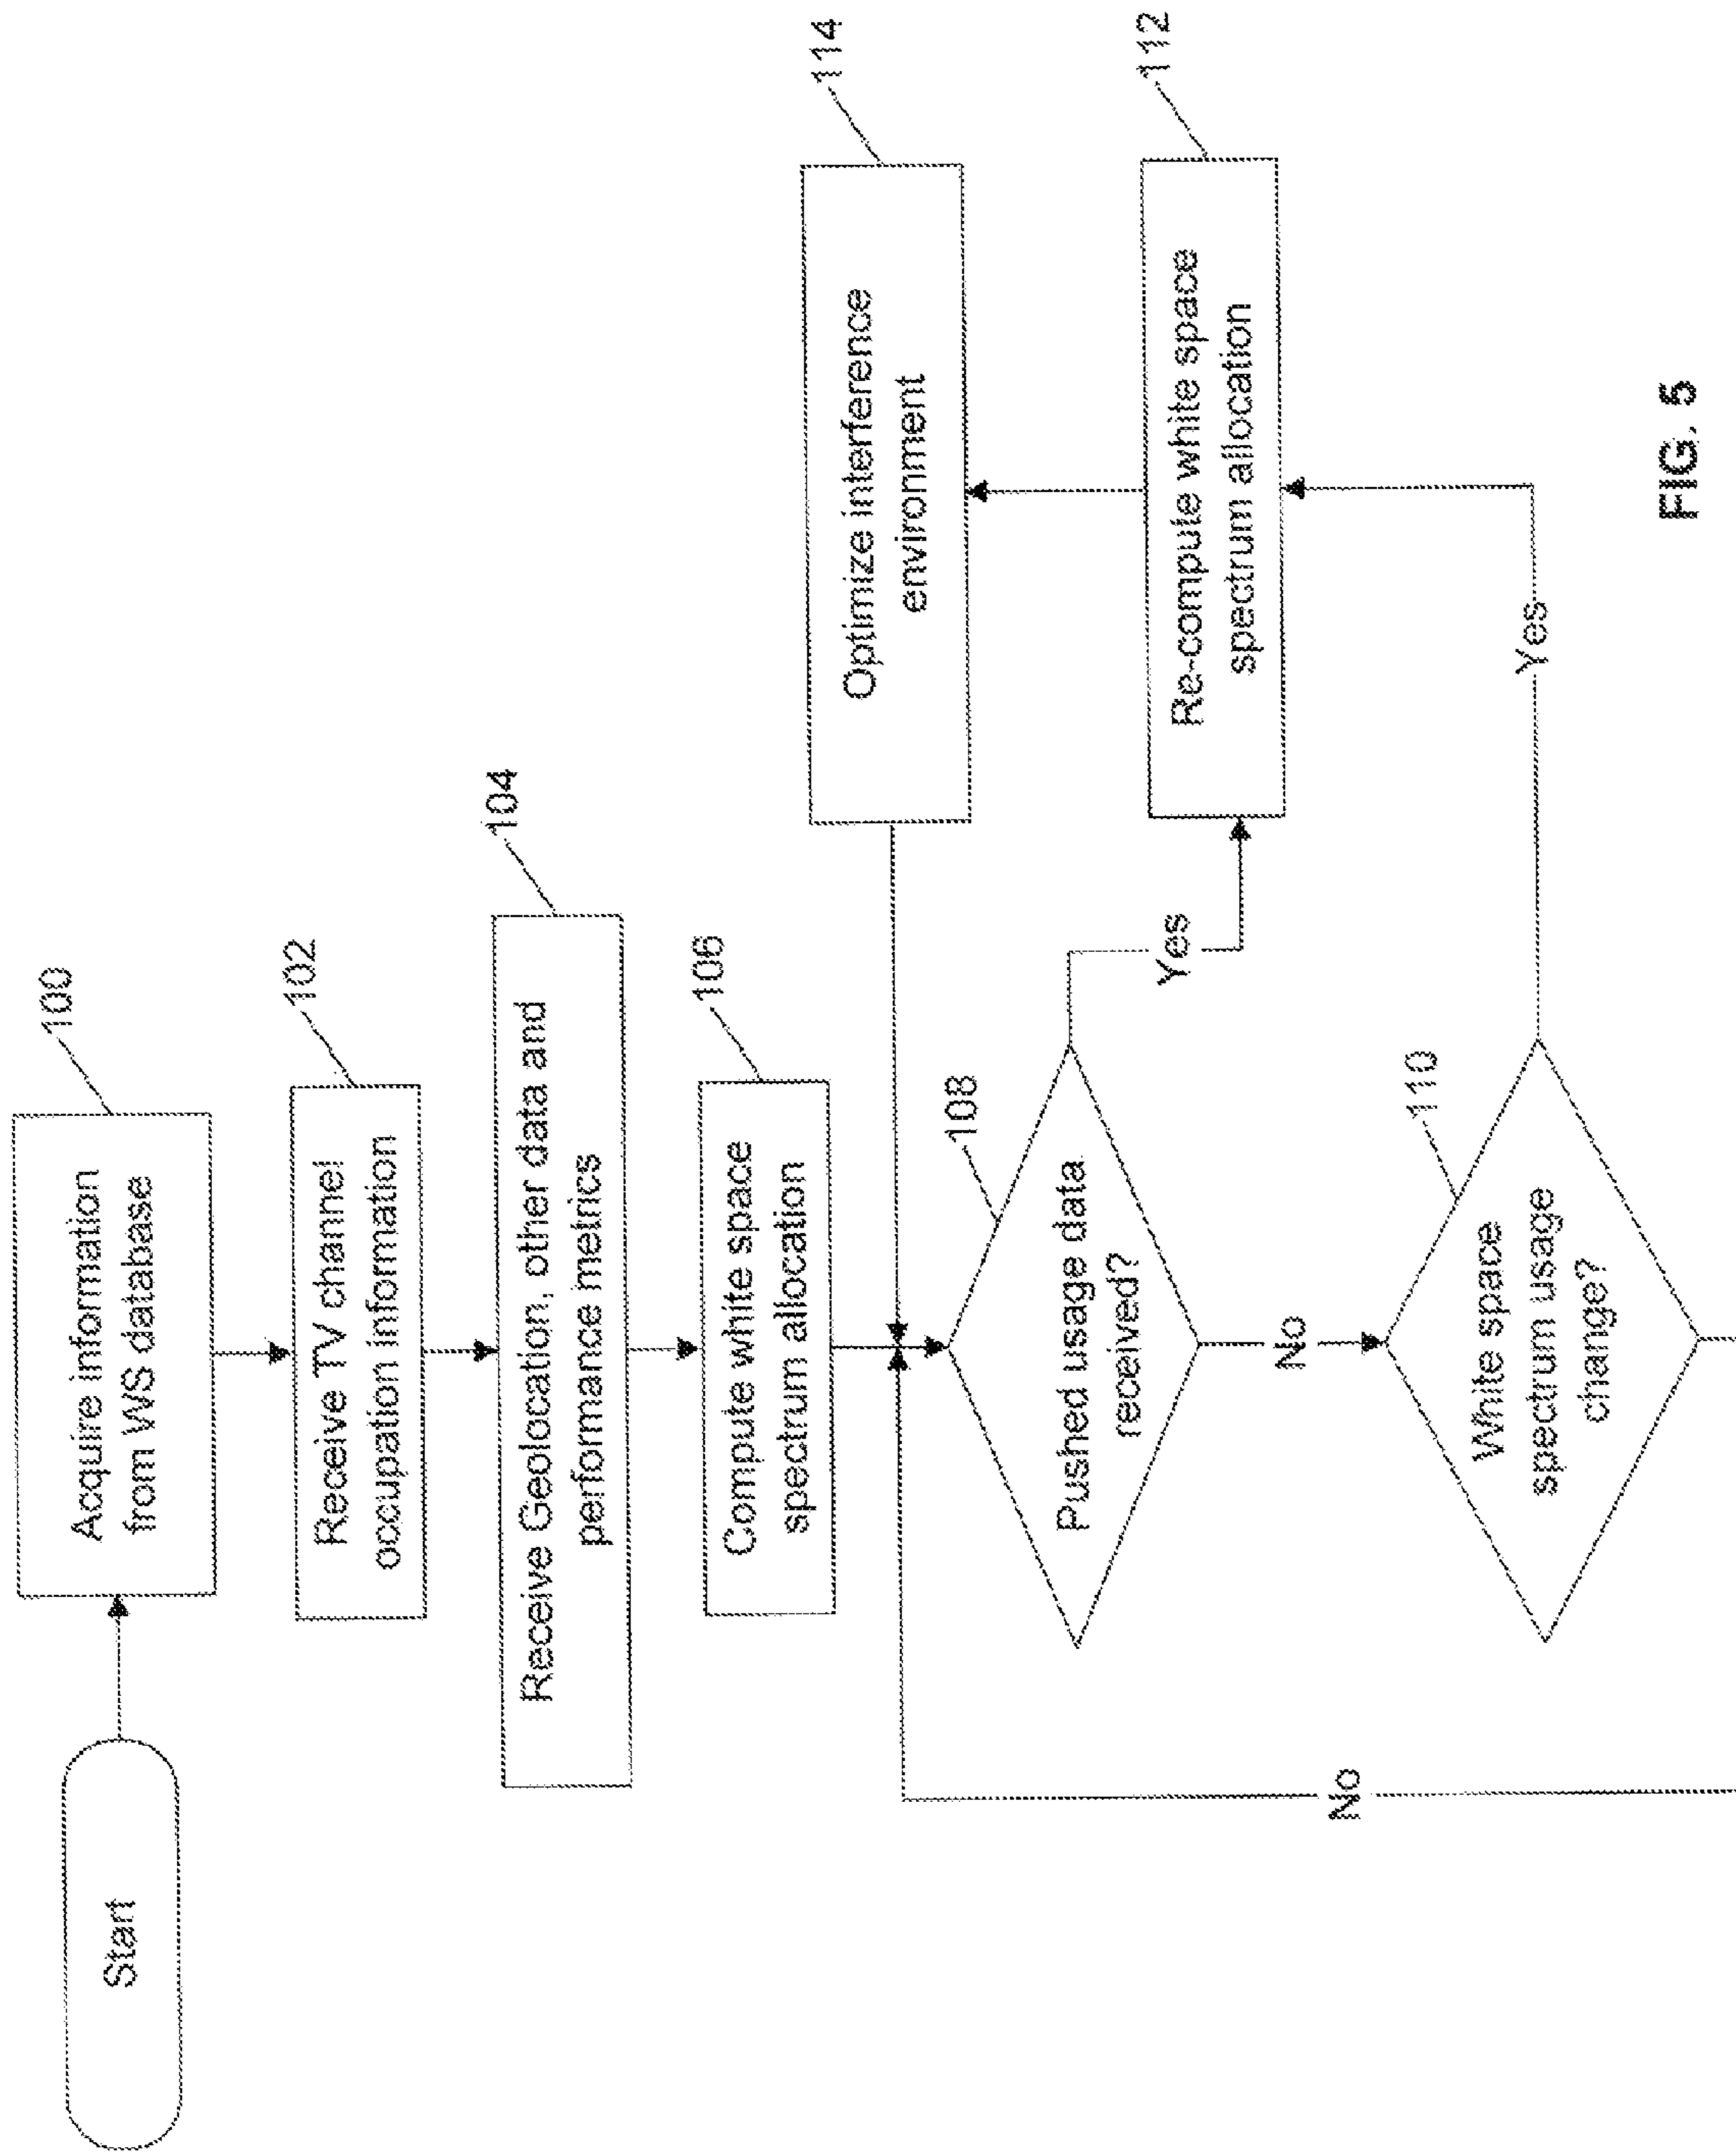 Start
Acquire information
from WS database
100
Receive TV channel
occupation information
102
Receive Geolocation, other data and
performance metrics
104
Compute white space
spectrum allocation
106
Pushed usage data
received?
108
Yes
No
White space
spectrum usage
change?
110
Yes
No
Re-compute white space
spectrum allocation
112
Optimize interference
environment
114
FIG. 5